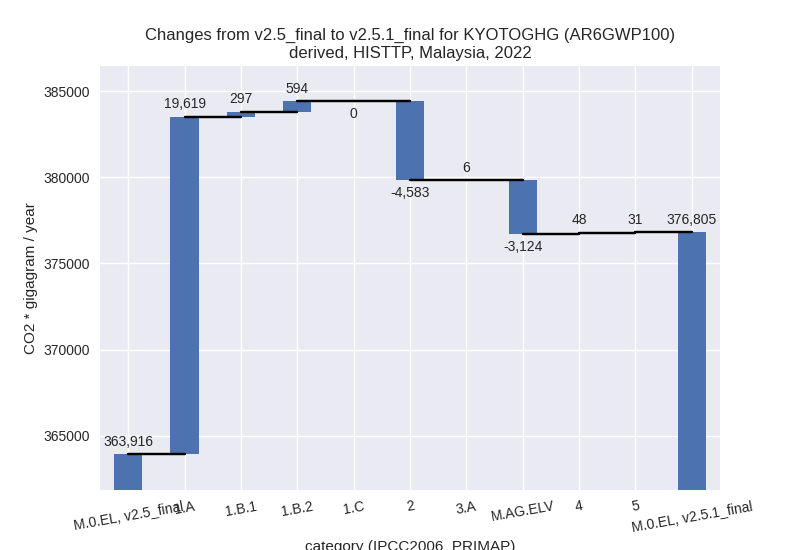 Changes from v2.5_final to v2.5.1_final for KYOTOGHG (AR6GWP100)
derived, HISTTP, Malaysia, 2022
CO2 * gigagram / year
385000
380000
375000
370000
365000
363,916
19,619
297
594
0
-4,583
6
-3,124
48
31
376,805
M.0.EL, v2.5_final
1.A
1.B.1
1.B.2
1.C
2
3.A
M.AG.ELV
4
5
M.0.EL, v2.5.1_final
category (IPCC2006_PRIMAP)